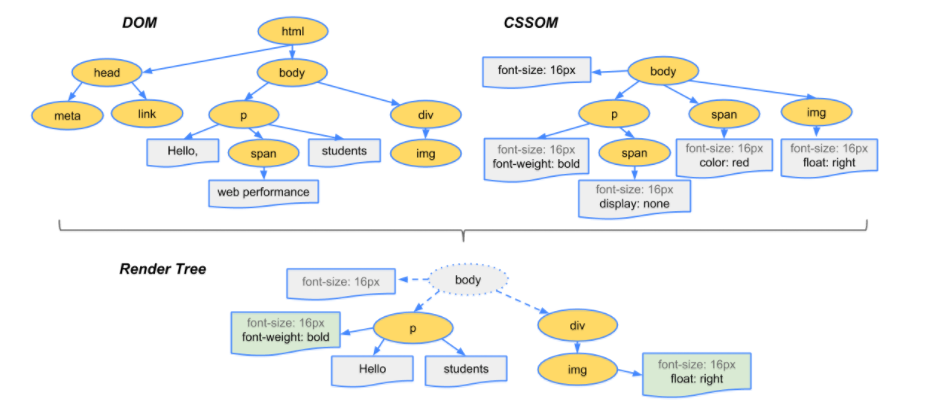 DOM
CSSOM
html
head
body
meta
link
p
div
Hello,
span
students
img
web performance
font-size: 16px
body
p
span
img
font-size: 16px
font-weight: bold
span
font-size: 16px
color: red
font-size: 16px
float: right
font-size: 16px
display: none
Render Tree
font-size: 16px
body
font-size: 16px
font-weight: bold
p
div
Hello
students
img
font-size: 16px
float: right